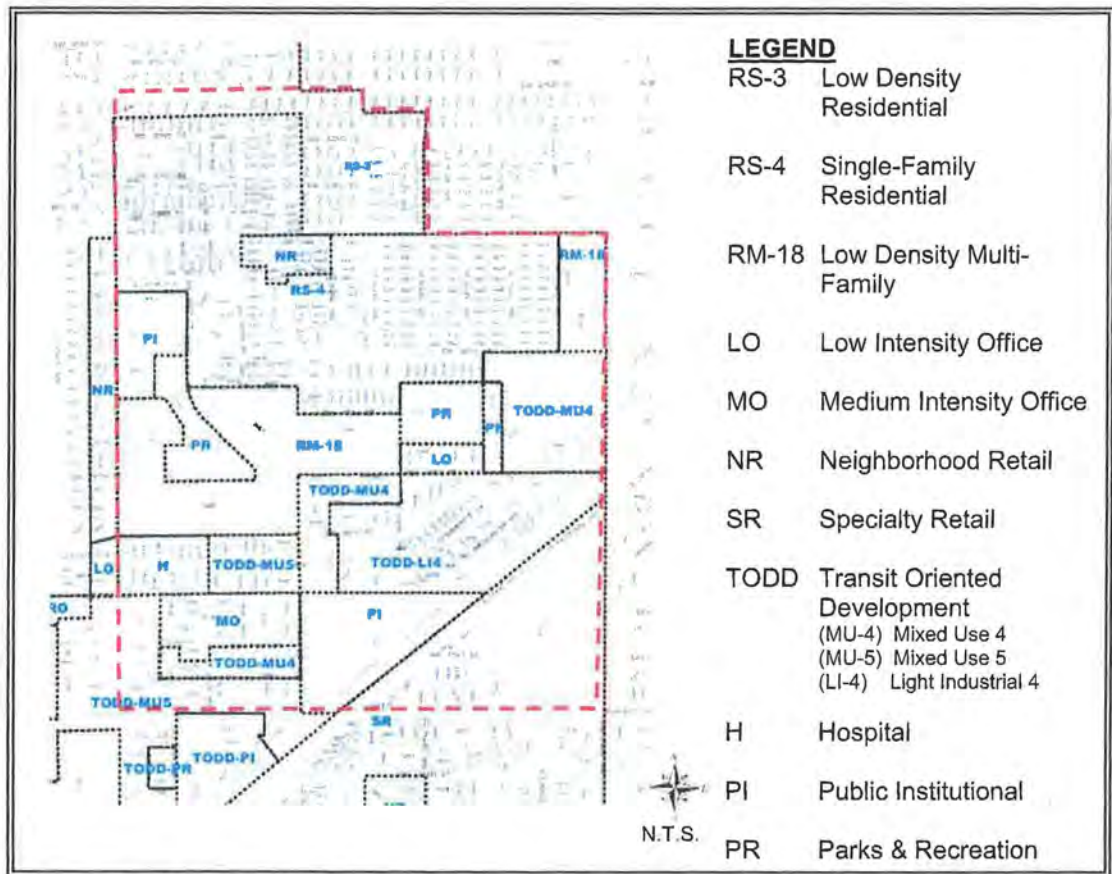 LEGEND
RS-3 Low Density
Residential
RS-4 Single-Family
Residential
RM-18 Low Density Multi-
Family
LO Low Intensity Office
MO Medium Intensity Office
NR Neighborhood Retail
SR Specialty Retail
TODD Transit Oriented
Development
(MU-4) Mixed Use 4
(MU-5) Mixed Use 5
(LI-4) Light Industrial 4
H Hospital
PI Public Institutional
PR Parks & Recreation
N.T.S.
RS-3
NR
RM-18
RS-4
PI
NR
PR
PR
TODD-MU4
PR
RM-18
LO
TODD-MU4
LO
H
TODD-MU5
TODD-LI4
RO
MO
PI
TODD-MU4
TODD-MU5
SR
TODD-PR
TODD-PI